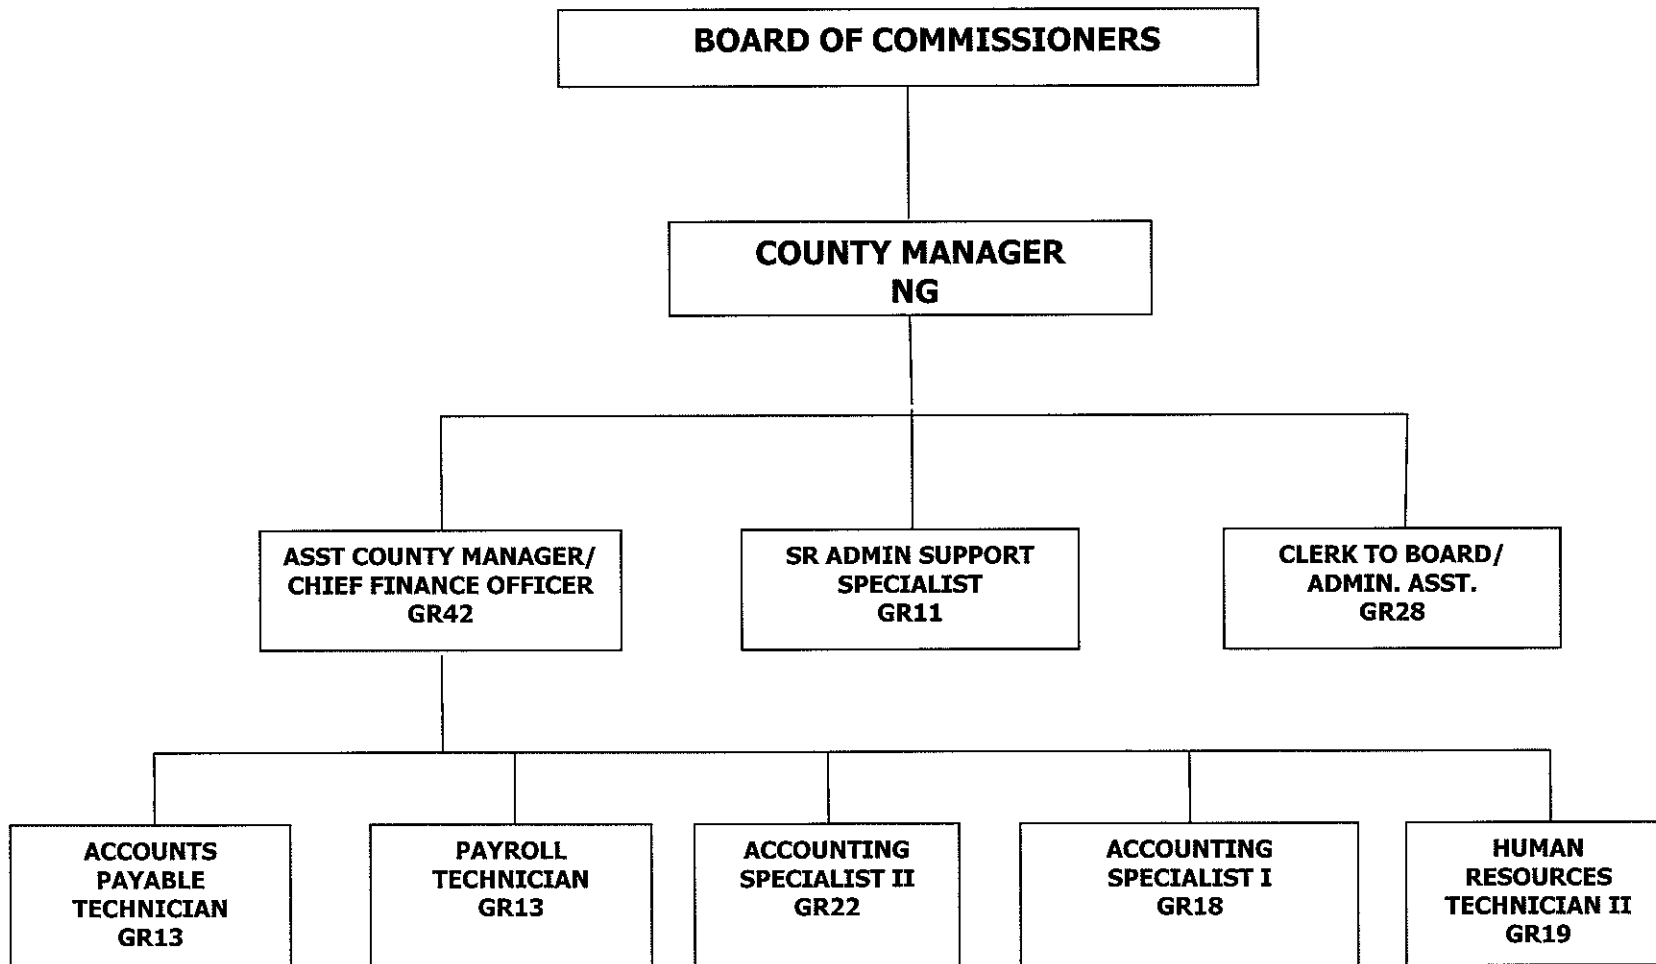 BOARD OF COMMISSIONERS
COUNTY MANAGER
NG
ASST COUNTY MANAGER/
CHIEF FINANCE OFFICER
GR42
SR ADMIN SUPPORT
SPECIALIST
GR11
CLERK TO BOARD/
ADMIN. ASST.
GR28
ACCOUNTS
PAYABLE
TECHNICIAN
GR13
PAYROLL
TECHNICIAN
GR13
ACCOUNTING
SPECIALIST II
GR22
ACCOUNTING
SPECIALIST I
GR18
HUMAN
RESOURCES
TECHNICIAN II
GR19